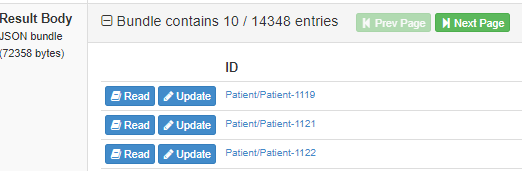 Result Body
JSON bundle
(72358 bytes)
Bundle contains 10 / 14348 entries
Prev Page
Next Page
ID
Read Update Patient/Patient-1119
Read Update Patient/Patient-1121
Read Update Patient/Patient-1122